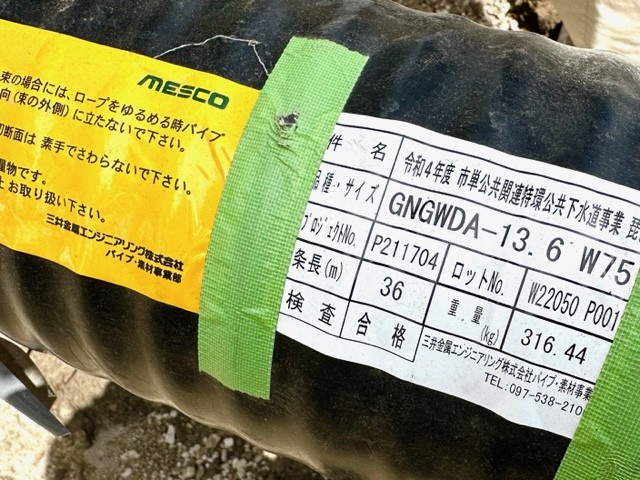 MESCO
束の場合には、ロープをゆるめる時パイプ
向(束の外側)に立たないで下さい。
切断面は 素手でさわらないで下さい。
量物です。
お取り扱い下さい。
三井金属エンジニアリング株式会社
パイプ・素材事業部
件 名 令和4年度 市単公共関連特環公共下水道事業
品種・サイズ GNGWDA-13.6 W75
プロジェクトNo. P211704 ロットNo. W22050 P001
条長(m) 36 重 量(kg) 316.44
検 査 合 格
三井金属エンジニアリング株式会社パイプ・素材事業
TEL:097-538-210